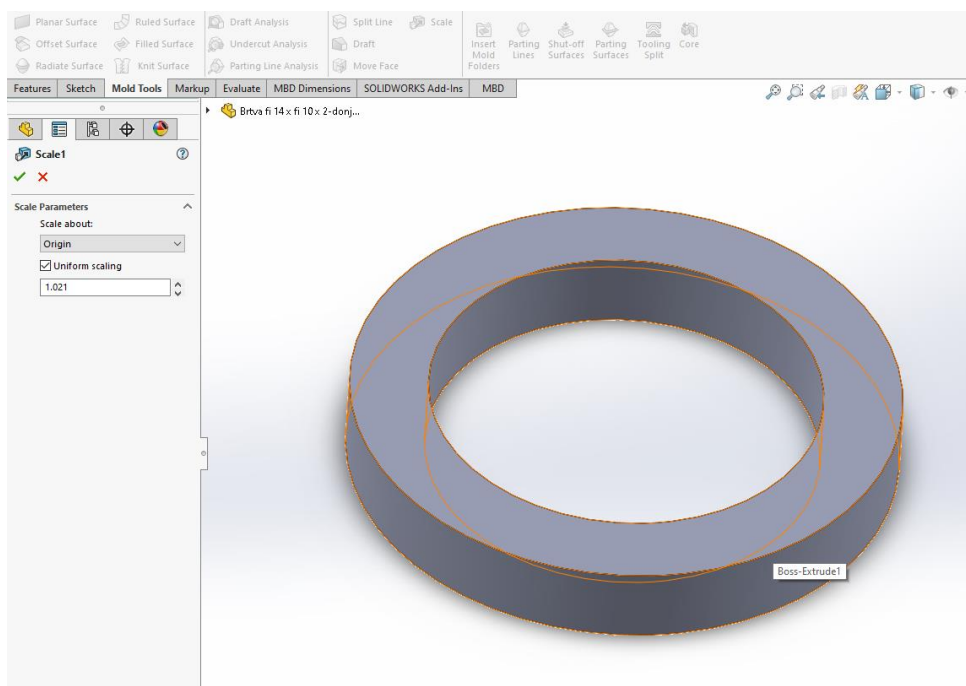 Planar Surface Ruled Surface Draft Analysis Split Line Scale
Offset Surface Filled Surface Undercut Analysis Draft
Radiate Surface Knit Surface Parting Line Analysis Move Face
Insert Mold Folders Parting Lines Shut-off Surfaces Parting Surfaces Tooling Split Core
Features Sketch Mold Tools Markup Evaluate MBD Dimensions SOLIDWORKS Add-Ins MBD
Brtva fi 14 x fi 10 x 2-donj...
Scale1
Scale Parameters
Scale about:
Origin
Uniform scaling
1.021
Boss-Extrude1